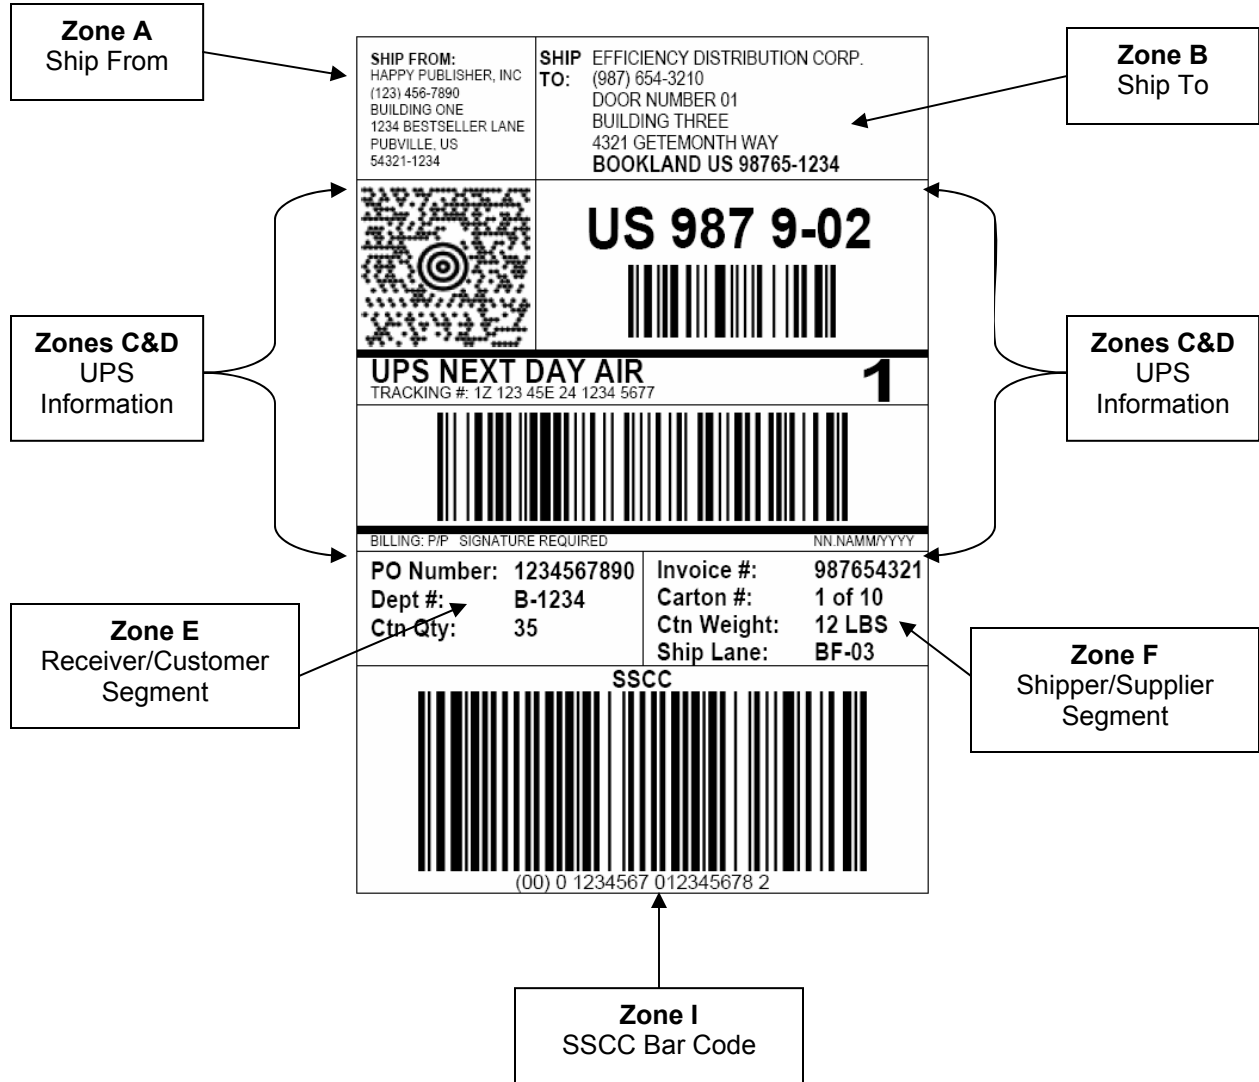 Zone A
Ship From
Zone B
Ship To
SHIP FROM:
HAPPY PUBLISHER, INC
(123) 456-7890
BUILDING ONE
1234 BESTSELLER LANE
PUBVILLE, US
54321-1234
SHIP TO: EFFICIENCY DISTRIBUTION CORP.
(987) 654-3210
DOOR NUMBER 01
BUILDING THREE
4321 GETEMONTH WAY
BOOKLAND US 98765-1234
US 987 9-02
Zones C&D
UPS
Information
Zones C&D
UPS
Information
UPS NEXT DAY AIR 1
TRACKING #: 1Z 123 45E 24 1234 5677
BILLING: P/P SIGNATURE REQUIRED NN.NAMM/YYYY
PO Number: 1234567890
Dept #: B-1234
Ctn Qty: 35
Invoice #: 987654321
Carton #: 1 of 10
Ctn Weight: 12 LBS
Ship Lane: BF-03
Zone E
Receiver/Customer
Segment
Zone F
Shipper/Supplier
Segment
SSCC
(00) 0 1234567 012345678 2
Zone I
SSCC Bar Code